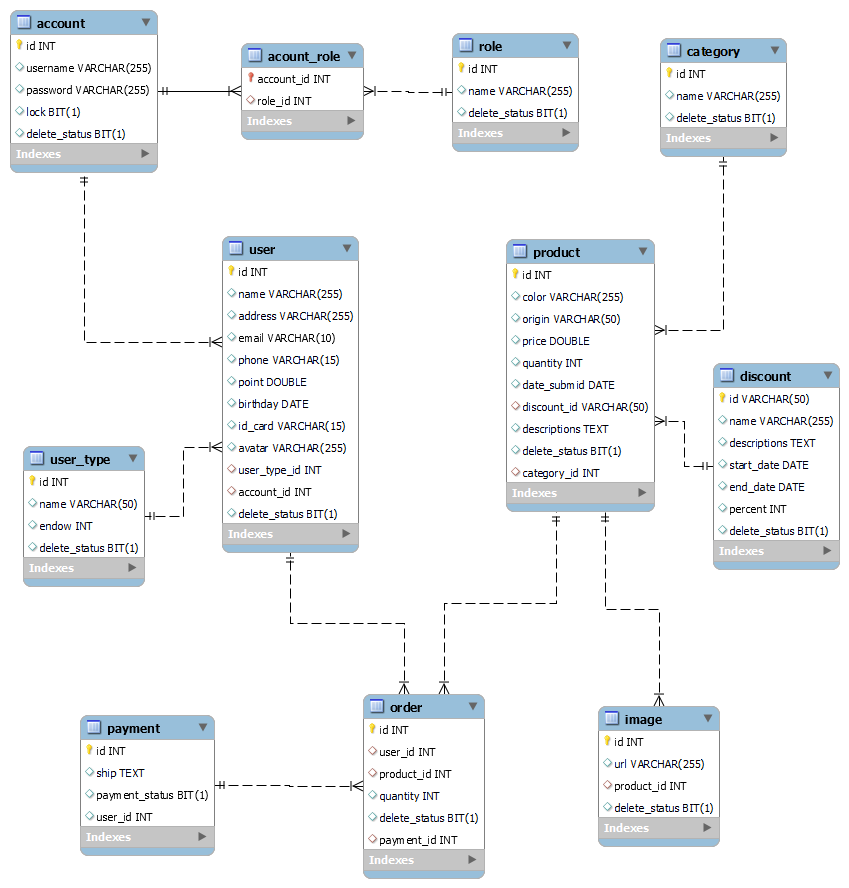 account
id INT
username VARCHAR(255)
password VARCHAR(255)
lock BIT(1)
delete_status BIT(1)
Indexes
acount_role
account_id INT
role_id INT
Indexes
role
id INT
name VARCHAR(255)
delete_status BIT(1)
Indexes
category
id INT
name VARCHAR(255)
delete_status BIT(1)
Indexes
user
id INT
name VARCHAR(255)
address VARCHAR(255)
email VARCHAR(10)
phone VARCHAR(15)
point DOUBLE
birthday DATE
id_card VARCHAR(15)
avatar VARCHAR(255)
user_type_id INT
account_id INT
delete_status BIT(1)
Indexes
product
id INT
color VARCHAR(255)
origin VARCHAR(50)
price DOUBLE
quantity INT
date_submid DATE
discount_id VARCHAR(50)
descriptions TEXT
delete_status BIT(1)
category_id INT
Indexes
discount
id VARCHAR(50)
name VARCHAR(255)
descriptions TEXT
start_date DATE
end_date DATE
percent INT
delete_status BIT(1)
Indexes
user_type
id INT
name VARCHAR(50)
endow INT
delete_status BIT(1)
Indexes
payment
id INT
ship TEXT
payment_status BIT(1)
user_id INT
Indexes
order
id INT
user_id INT
product_id INT
quantity INT
delete_status BIT(1)
payment_id INT
Indexes
image
id INT
url VARCHAR(255)
product_id INT
delete_status BIT(1)
Indexes